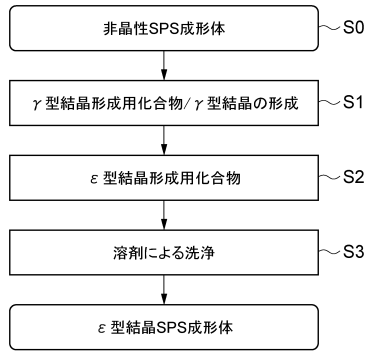 非晶性SPS成形体
S0
γ型結晶形成用化合物/γ型結晶の形成
S1
ε型結晶形成用化合物
S2
溶剤による洗浄
S3
ε型結晶SPS成形体